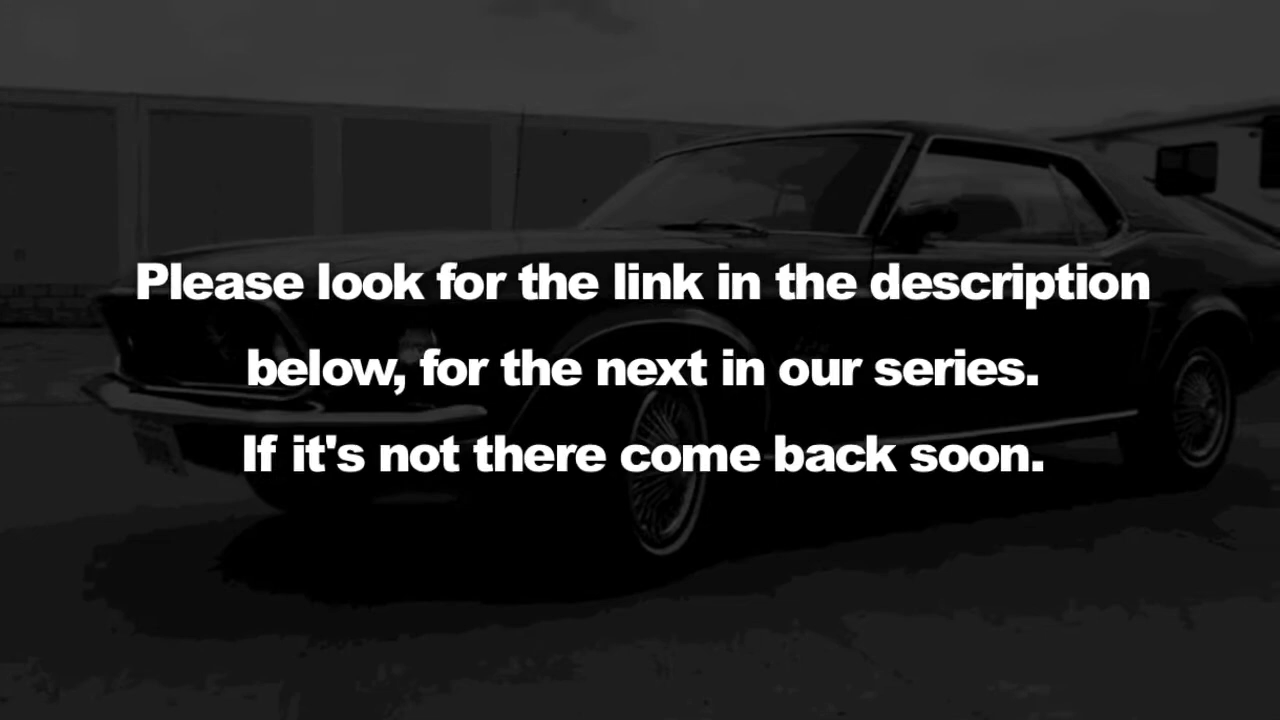 Please look for the link in the description
below, for the next in our series.
If it's not there come back soon.